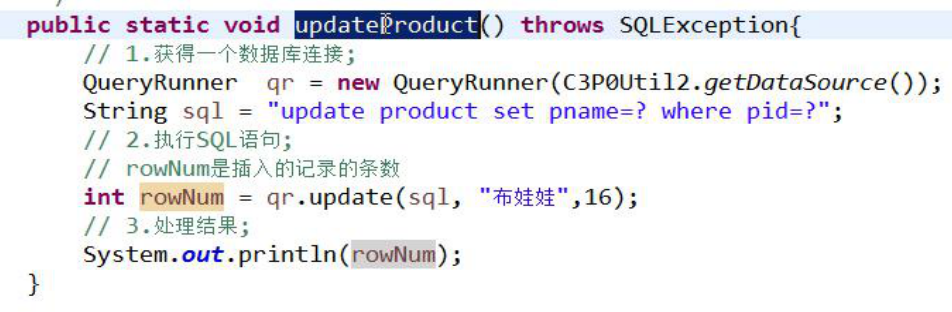 public static void updateProduct() throws SQLException{
// 1.获得一个数据库连接;
QueryRunner qr = new QueryRunner(C3P0Util2.getDataSource());
String sql = "update product set pname=? where pid=?";
// 2.执行SQL语句;
// rowNum是插入的记录的条数
int rowNum = qr.update(sql, "布娃娃",16);
// 3.处理结果;
System.out.println(rowNum);
}